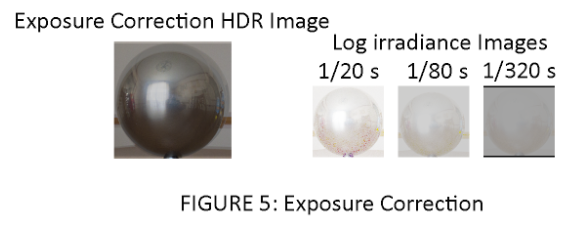 Exposure Correction HDR Image
Log irradiance Images
1/20 s 1/80 s 1/320 s
FIGURE 5: Exposure Correction